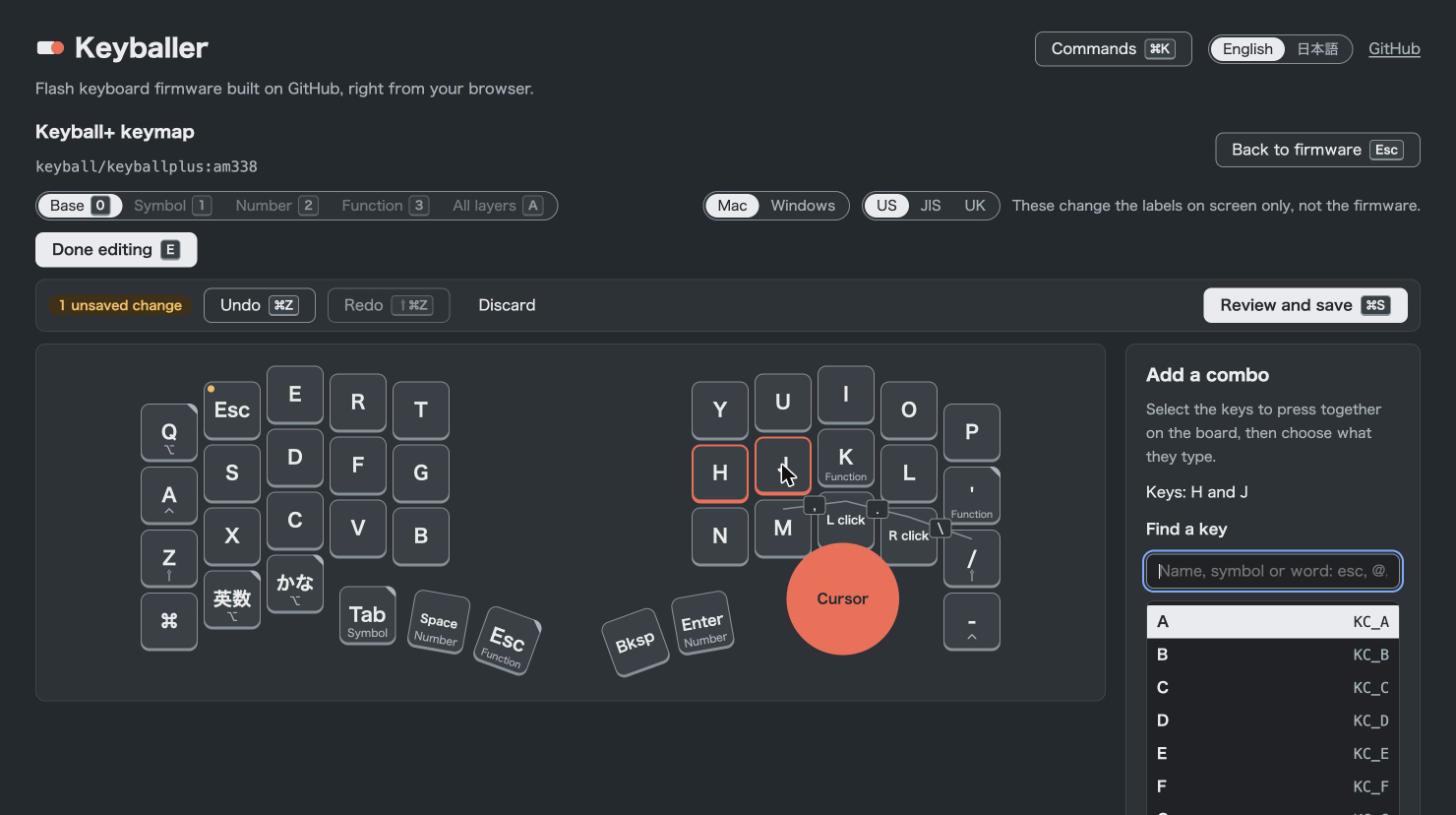 Keyballer
Commands ⌘K English 日本語 GitHub
Flash keyboard firmware built on GitHub, right from your browser.
Keyball+ keymap
keyball/keyballplus:am338
Back to firmware Esc
Base 0 Symbol 1 Number 2 Function 3 All layers A
Mac Windows US JIS UK These change the labels on screen only, not the firmware.
Done editing E
1 unsaved change Undo ⌘Z Redo ⇧⌘Z Discard
Review and save ⌘S
Q ⌥ Esc E R T
A ^ S D F G
Z ↑ X C V B
⌘ 英数 ⌥ かな ⌥ Tab Symbol Space Number Esc Function
Y U I O P
H K Function L ' Function
, . \
N M L click R click / ↑
Bksp Enter Number Cursor - ^
Add a combo
Select the keys to press together
on the board, then choose what
they type.
Keys: H and J
Find a key
Name, symbol or word: esc, @,
A KC_A
B KC_B
C KC_C
D KC_D
E KC_E
F KC_F